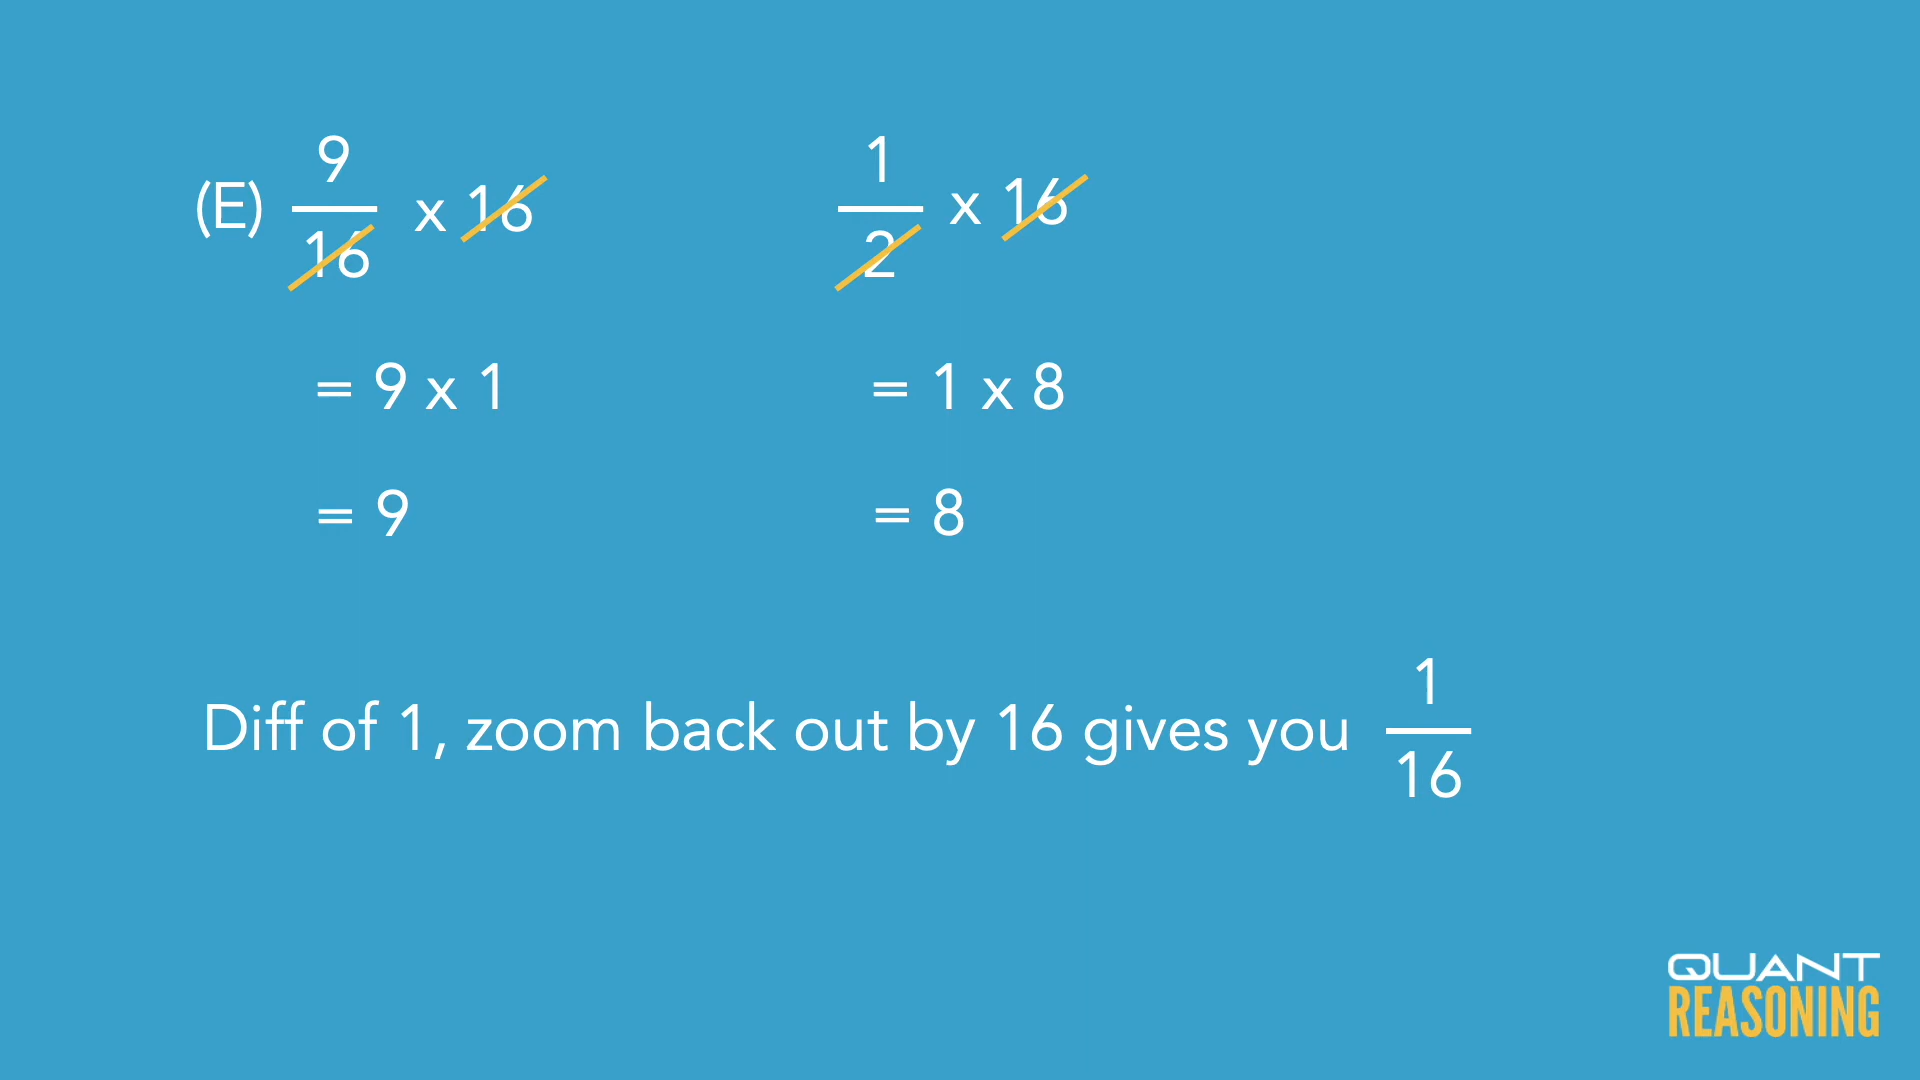 (E) 9/16 x 16    1/2 x 16
= 9 x 1    = 1 x 8
= 9    = 8
Diff of 1, zoom back out by 16 gives you 1/16
QUANT
REASONING